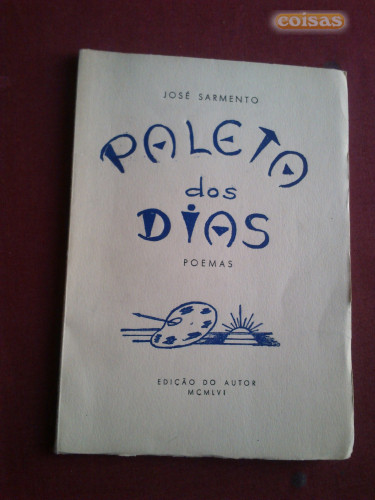 coisas
JOSÉ SARMENTO
PALETA
dos
DIAS
POEMAS
EDIÇÃO DO AUTOR
MCMLVI